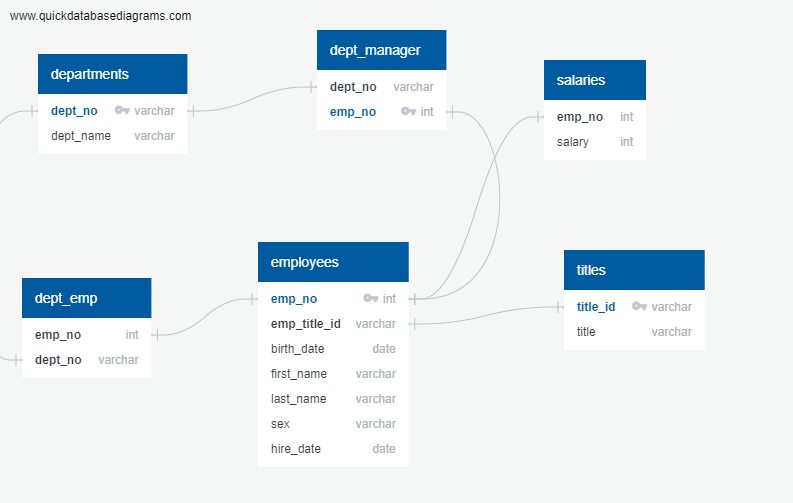 www.quickdatabasediagrams.com
departments
dept_no varchar
dept_name varchar
dept_manager
dept_no varchar
emp_no int
salaries
emp_no int
salary int
dept_emp
emp_no int
dept_no varchar
employees
emp_no int
emp_title_id varchar
birth_date date
first_name varchar
last_name varchar
sex varchar
hire_date date
titles
title_id varchar
title varchar